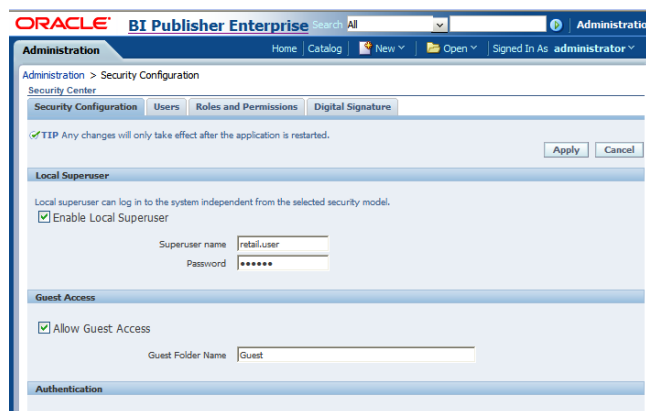 ORACLE BI Publisher Enterprise Search All Administratio
Administration Home Catalog New Open Signed In As administrator
Administration > Security Configuration
Security Center
Security Configuration Users Roles and Permissions Digital Signature
TIP Any changes will only take effect after the application is restarted.
Apply Cancel
Local Superuser
Local superuser can log in to the system independent from the selected security model.
Enable Local Superuser
Superuser name retail.user
Password ••••••
Guest Access
Allow Guest Access
Guest Folder Name Guest
Authentication